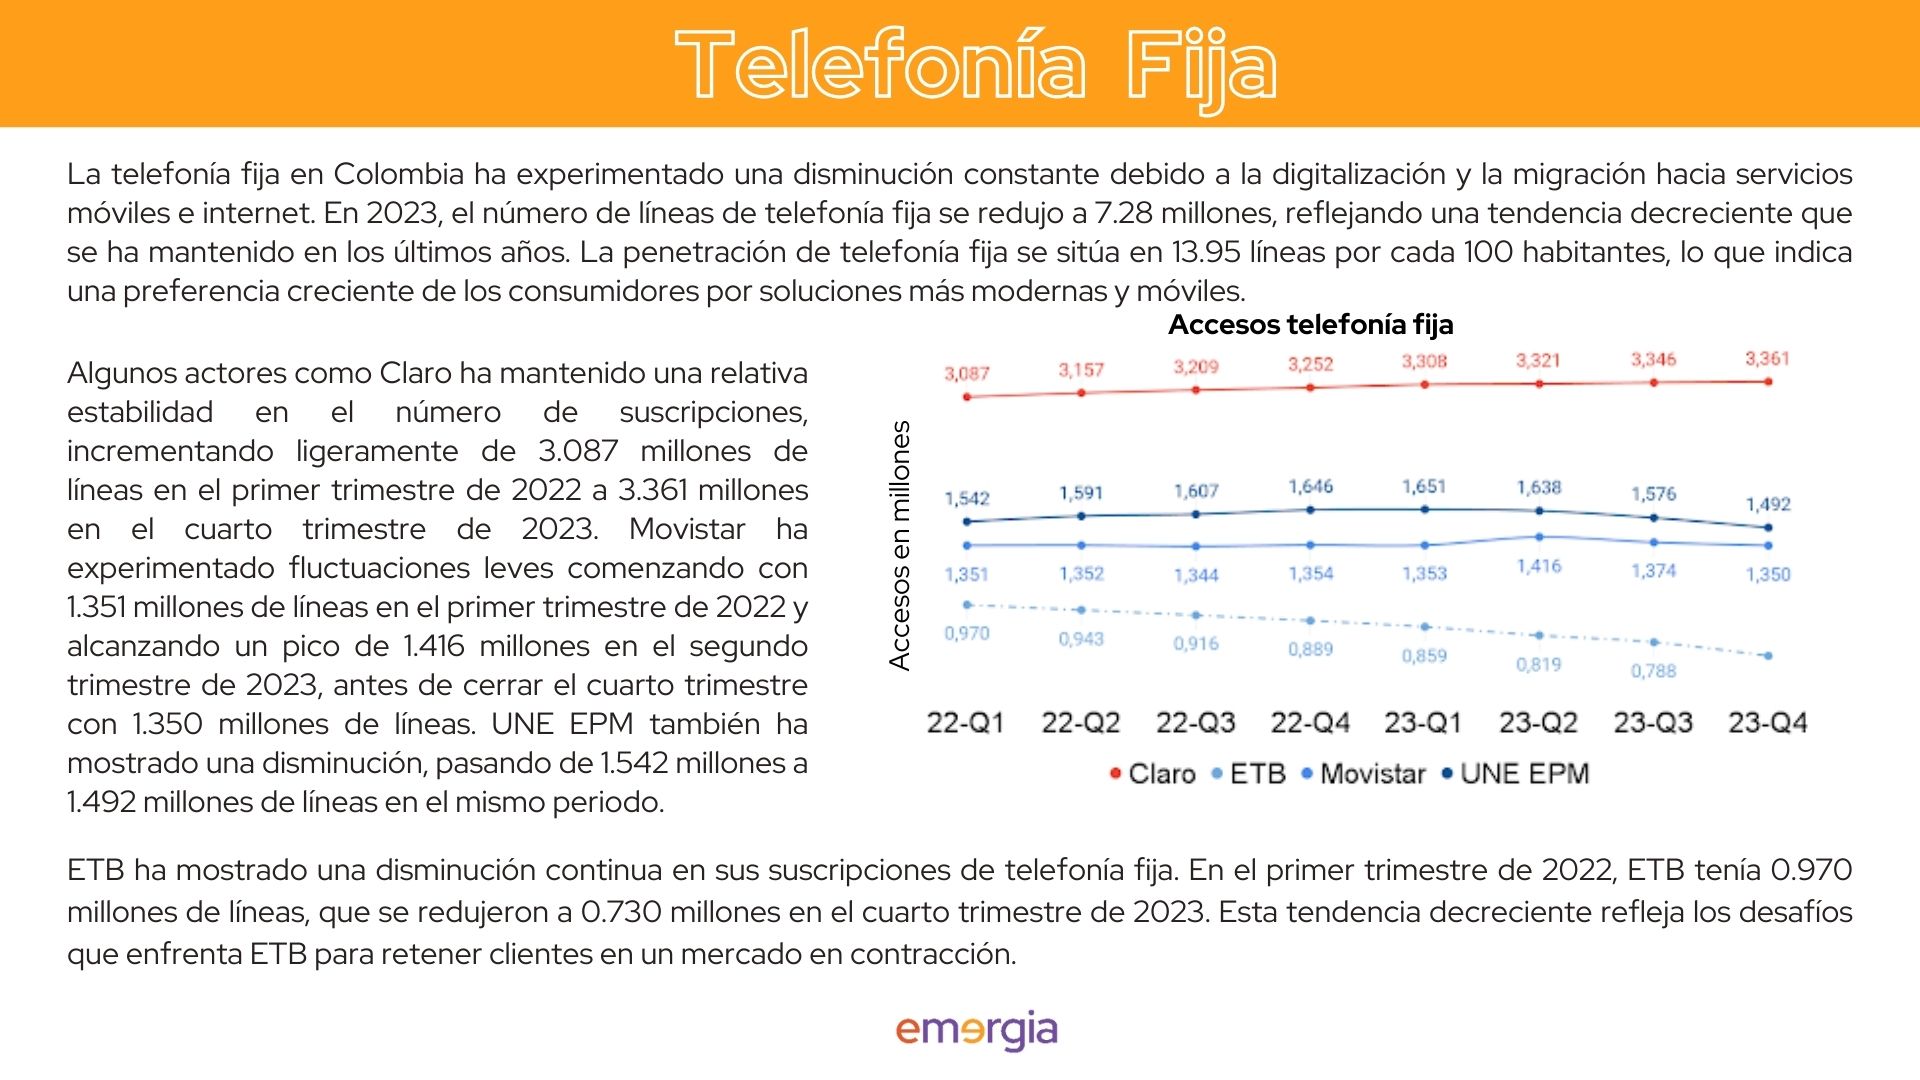 Telefonía Fija
La telefonía fija en Colombia ha experimentado una disminución constante debido a la digitalización y la migración hacia servicios
móviles e internet. En 2023, el número de líneas de telefonía fija se redujo a 7.28 millones, reflejando una tendencia decreciente que
se ha mantenido en los últimos años. La penetración de telefonía fija se sitúa en 13.95 líneas por cada 100 habitantes, lo que indica
una preferencia creciente de los consumidores por soluciones más modernas y móviles.
Algunos actores como Claro ha mantenido una relativa
estabilidad en el número de suscripciones,
incrementando ligeramente de 3.087 millones de
líneas en el primer trimestre de 2022 a 3.361 millones
en el cuarto trimestre de 2023. Movistar ha
experimentado fluctuaciones leves comenzando con
1.351 millones de líneas en el primer trimestre de 2022 y
alcanzando un pico de 1.416 millones en el segundo
trimestre de 2023, antes de cerrar el cuarto trimestre
con 1.350 millones de líneas. UNE EPM también ha
mostrado una disminución, pasando de 1.542 millones a
1.492 millones de líneas en el mismo periodo.
Accesos telefonía fija
Accesos en millones
3,087 3,157 3,209 3,252 3,308 3,321 3,346 3,361
1,542 1,591 1,607 1,646 1,651 1,638 1,576 1,492
1,351 1,352 1,344 1,354 1,353 1,416 1,374 1,350
0,970 0,943 0,916 0,889 0,859 0,819 0,788
22-Q1 22-Q2 22-Q3 22-Q4 23-Q1 23-Q2 23-Q3 23-Q4
Claro ETB Movistar UNE EPM
ETB ha mostrado una disminución continua en sus suscripciones de telefonía fija. En el primer trimestre de 2022, ETB tenía 0.970
millones de líneas, que se redujeron a 0.730 millones en el cuarto trimestre de 2023. Esta tendencia decreciente refleja los desafíos
que enfrenta ETB para retener clientes en un mercado en contracción.
emergia